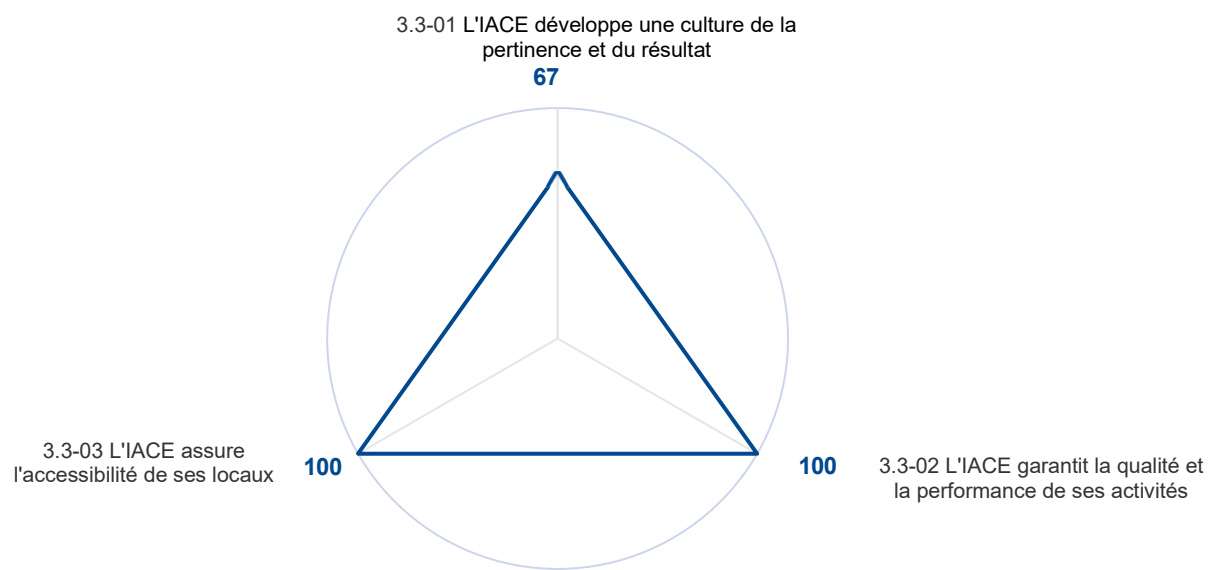 3.3-01 L'IACE développe une culture de la
pertinence et du résultat
67
3.3-03 L'IACE assure
l'accessibilité de ses locaux
100
100
3.3-02 L'IACE garantit la qualité et
la performance de ses activités